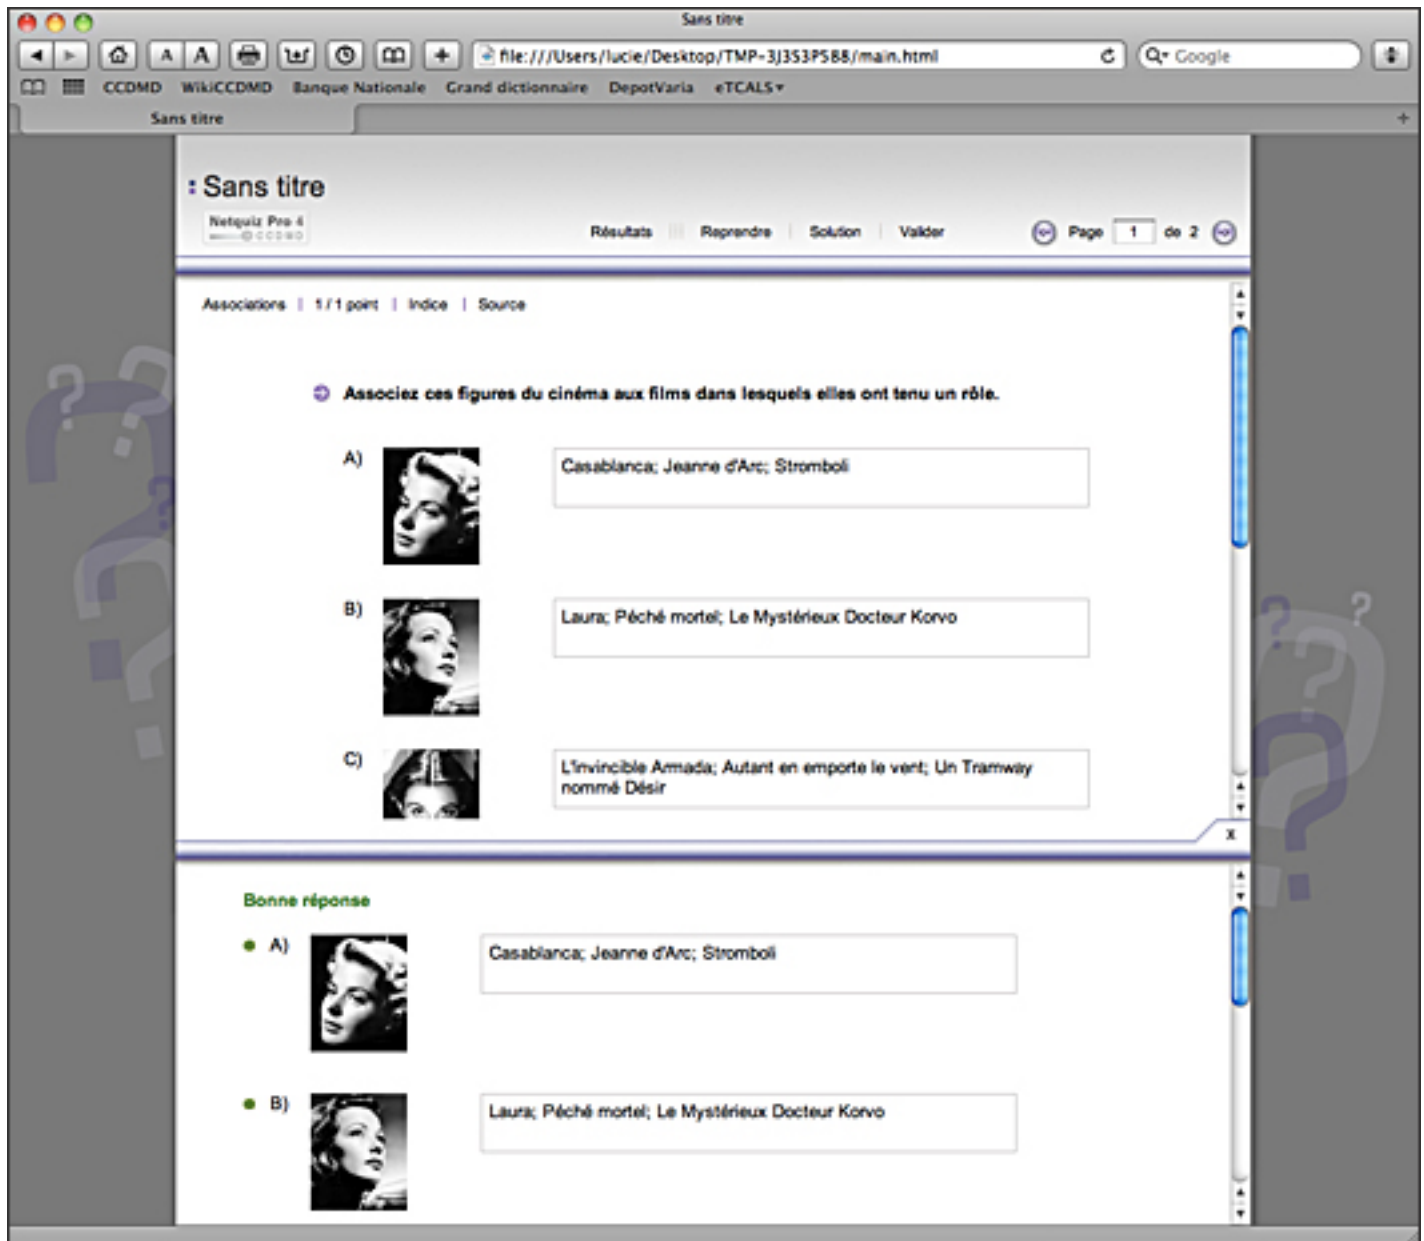 Sans titre
A A file:///Users/lucie/Desktop/TMP-3J3S3P588/main.html Google
CCDMD WikiCCDMD Banque Nationale Grand dictionnaire DepotVaria eTCALS
Sans titre
Sans titre
Netquiz Pro 4
CCDMD
Résultats Reprendre Solution Valider Page 1 de 2
Associations | 1 / 1 point | Indice | Source
Associez ces figures du cinéma aux films dans lesquels elles ont tenu un rôle.
A) Casablanca; Jeanne d'Arc; Stromboli
B) Laura; Péché mortel; Le Mystérieux Docteur Korvo
C) L'Invincible Armada; Autant en emporte le vent; Un Tramway
nommé Désir
X
Bonne réponse
A) Casablanca; Jeanne d'Arc; Stromboli
B) Laura; Péché mortel; Le Mystérieux Docteur Korvo